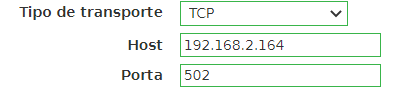 Tipo de transporte TCP
Host 192.168.2.164
Porta 502